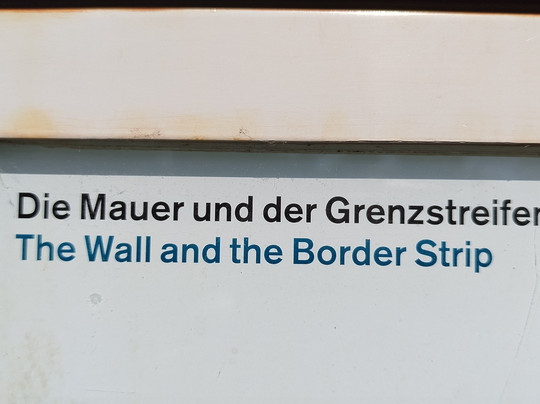 Die Mauer und der Grenzstreifen
The Wall and the Border Strip